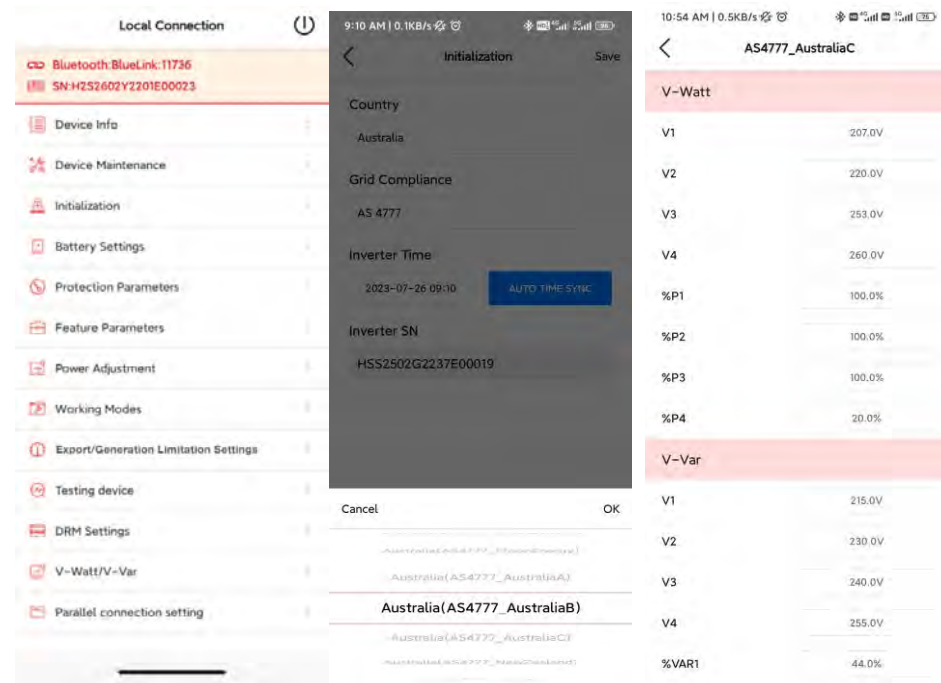 Local Connection
Bluetooth:BlueLink:11736
SN:H2S2602Y2201E00023
Device Info
Device Maintenance
Initialization
Battery Settings
Protection Parameters
Feature Parameters
Power Adjustment
Working Modes
Export/Generation Limitation Settings
Testing device
DRM Settings
V-Watt/V-Var
Parallel connection setting
9:10 AM | 0.1KB/s
Initialization
Save
Country
Australia
Grid Compliance
AS 4777
Inverter Time
2023-07-26 09:10
AUTO TIME SYNC
Inverter SN
HSS2502G2237E00019
Cancel
OK
Australia(AS4777_AustraliaA)
Australia(AS4777_AustraliaB)
Australia(AS4777_AustraliaC)
Australia(AS4777_NewZealand)
10:54 AM | 0.5KB/s
AS4777_AustraliaC
V-Watt
V1 207.0V
V2 220.0V
V3 253.0V
V4 260.0V
%P1 100.0%
%P2 100.0%
%P3 100.0%
%P4 20.0%
V-Var
V1 215.0V
V2 230.0V
V3 240.0V
V4 255.0V
%VAR1 44.0%